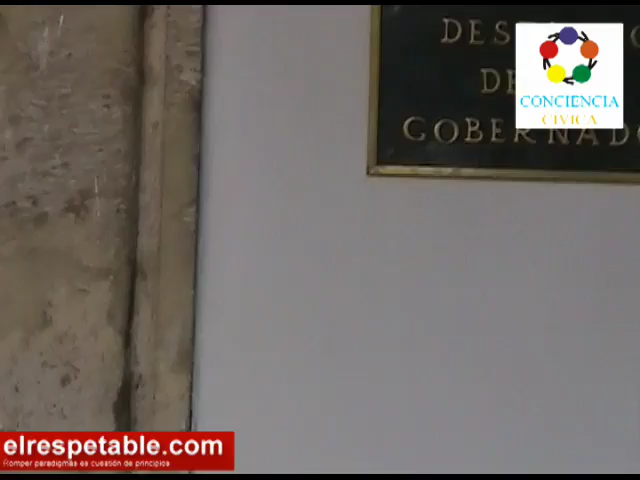 DES
DE
GOBERNADO
CONCIENCIA
CIVICA
elrespetable.com
Romper paradigmas es cuestión de principios